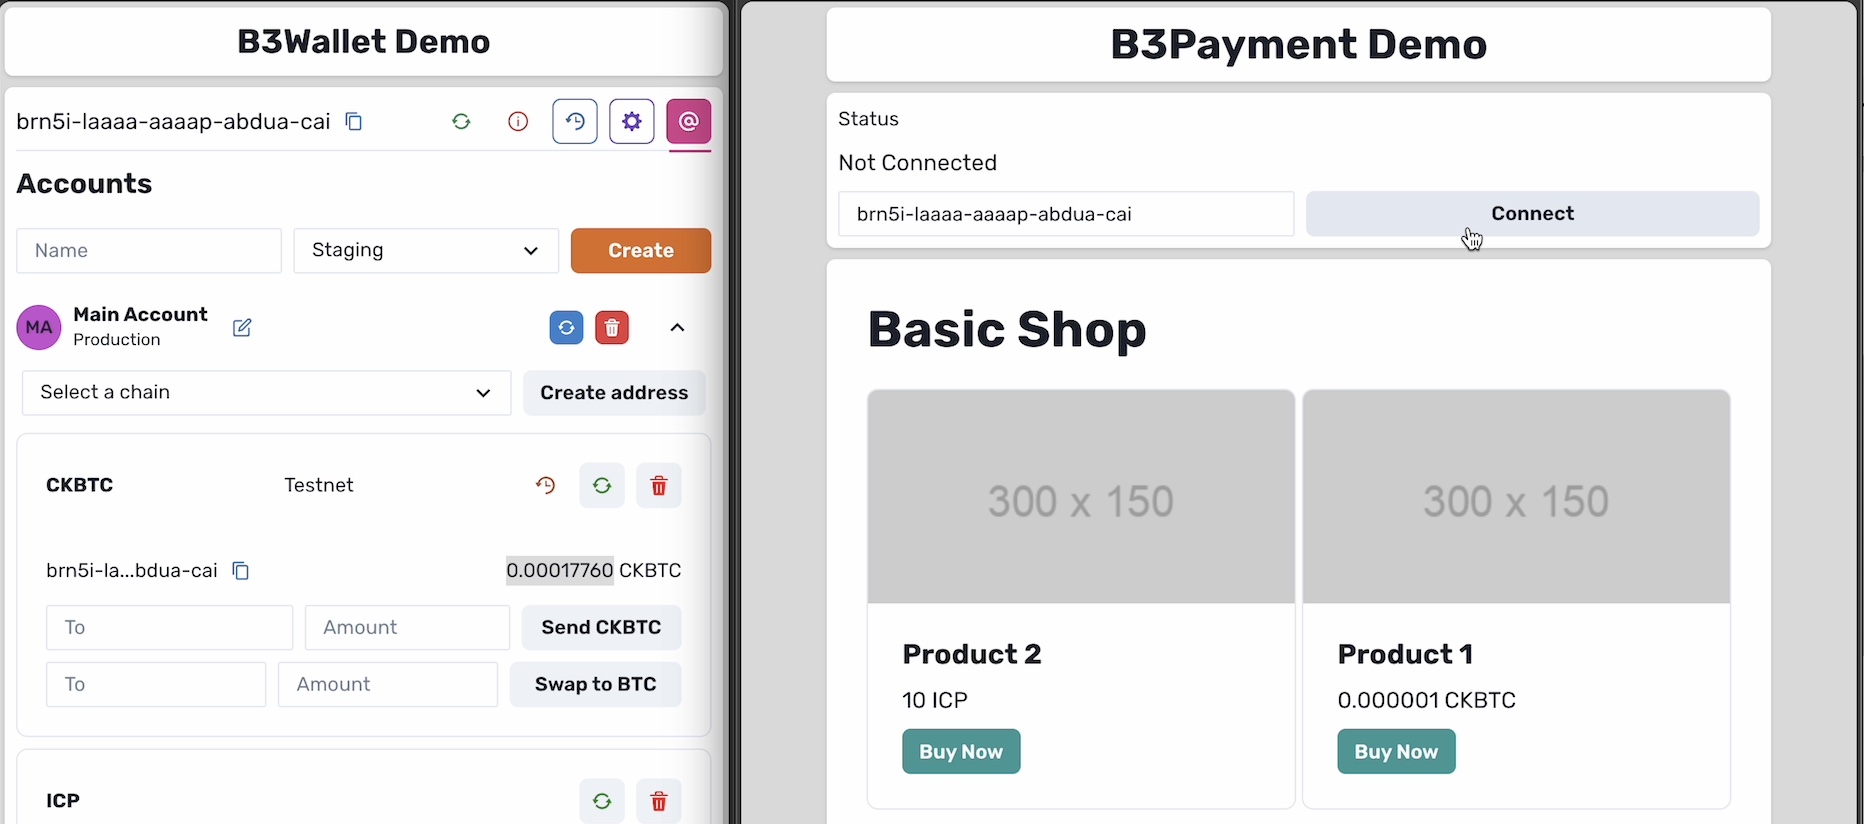 B3Wallet Demo
brn5i-laaaa-aaaap-abdua-cai
Accounts
Name
Staging
Create
MA
Main Account
Production
Select a chain
Create address
CKBTC
Testnet
brn5i-la...bdua-cai
0.00017760 CKBTC
To
Amount
Send CKBTC
To
Amount
Swap to BTC
ICP
B3Payment Demo
Status
Not Connected
brn5i-laaaa-aaaap-abdua-cai
Connect
Basic Shop
300 x 150
Product 2
10 ICP
Buy Now
300 x 150
Product 1
0.000001 CKBTC
Buy Now